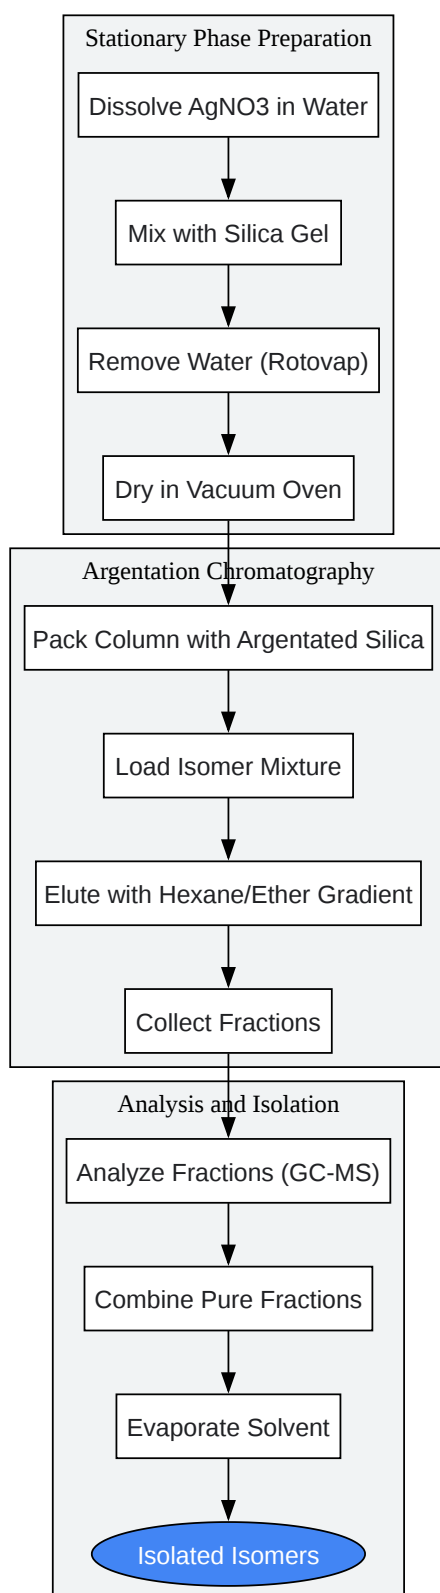 Stationary Phase Preparation
Dissolve AgNO3 in Water
Mix with Silica Gel
Remove Water (Rotovap)
Dry in Vacuum Oven
Argentation Chromatography
Pack Column with Argentated Silica
Load Isomer Mixture
Elute with Hexane/Ether Gradient
Collect Fractions
Analysis and Isolation
Analyze Fractions (GC-MS)
Combine Pure Fractions
Evaporate Solvent
Isolated Isomers